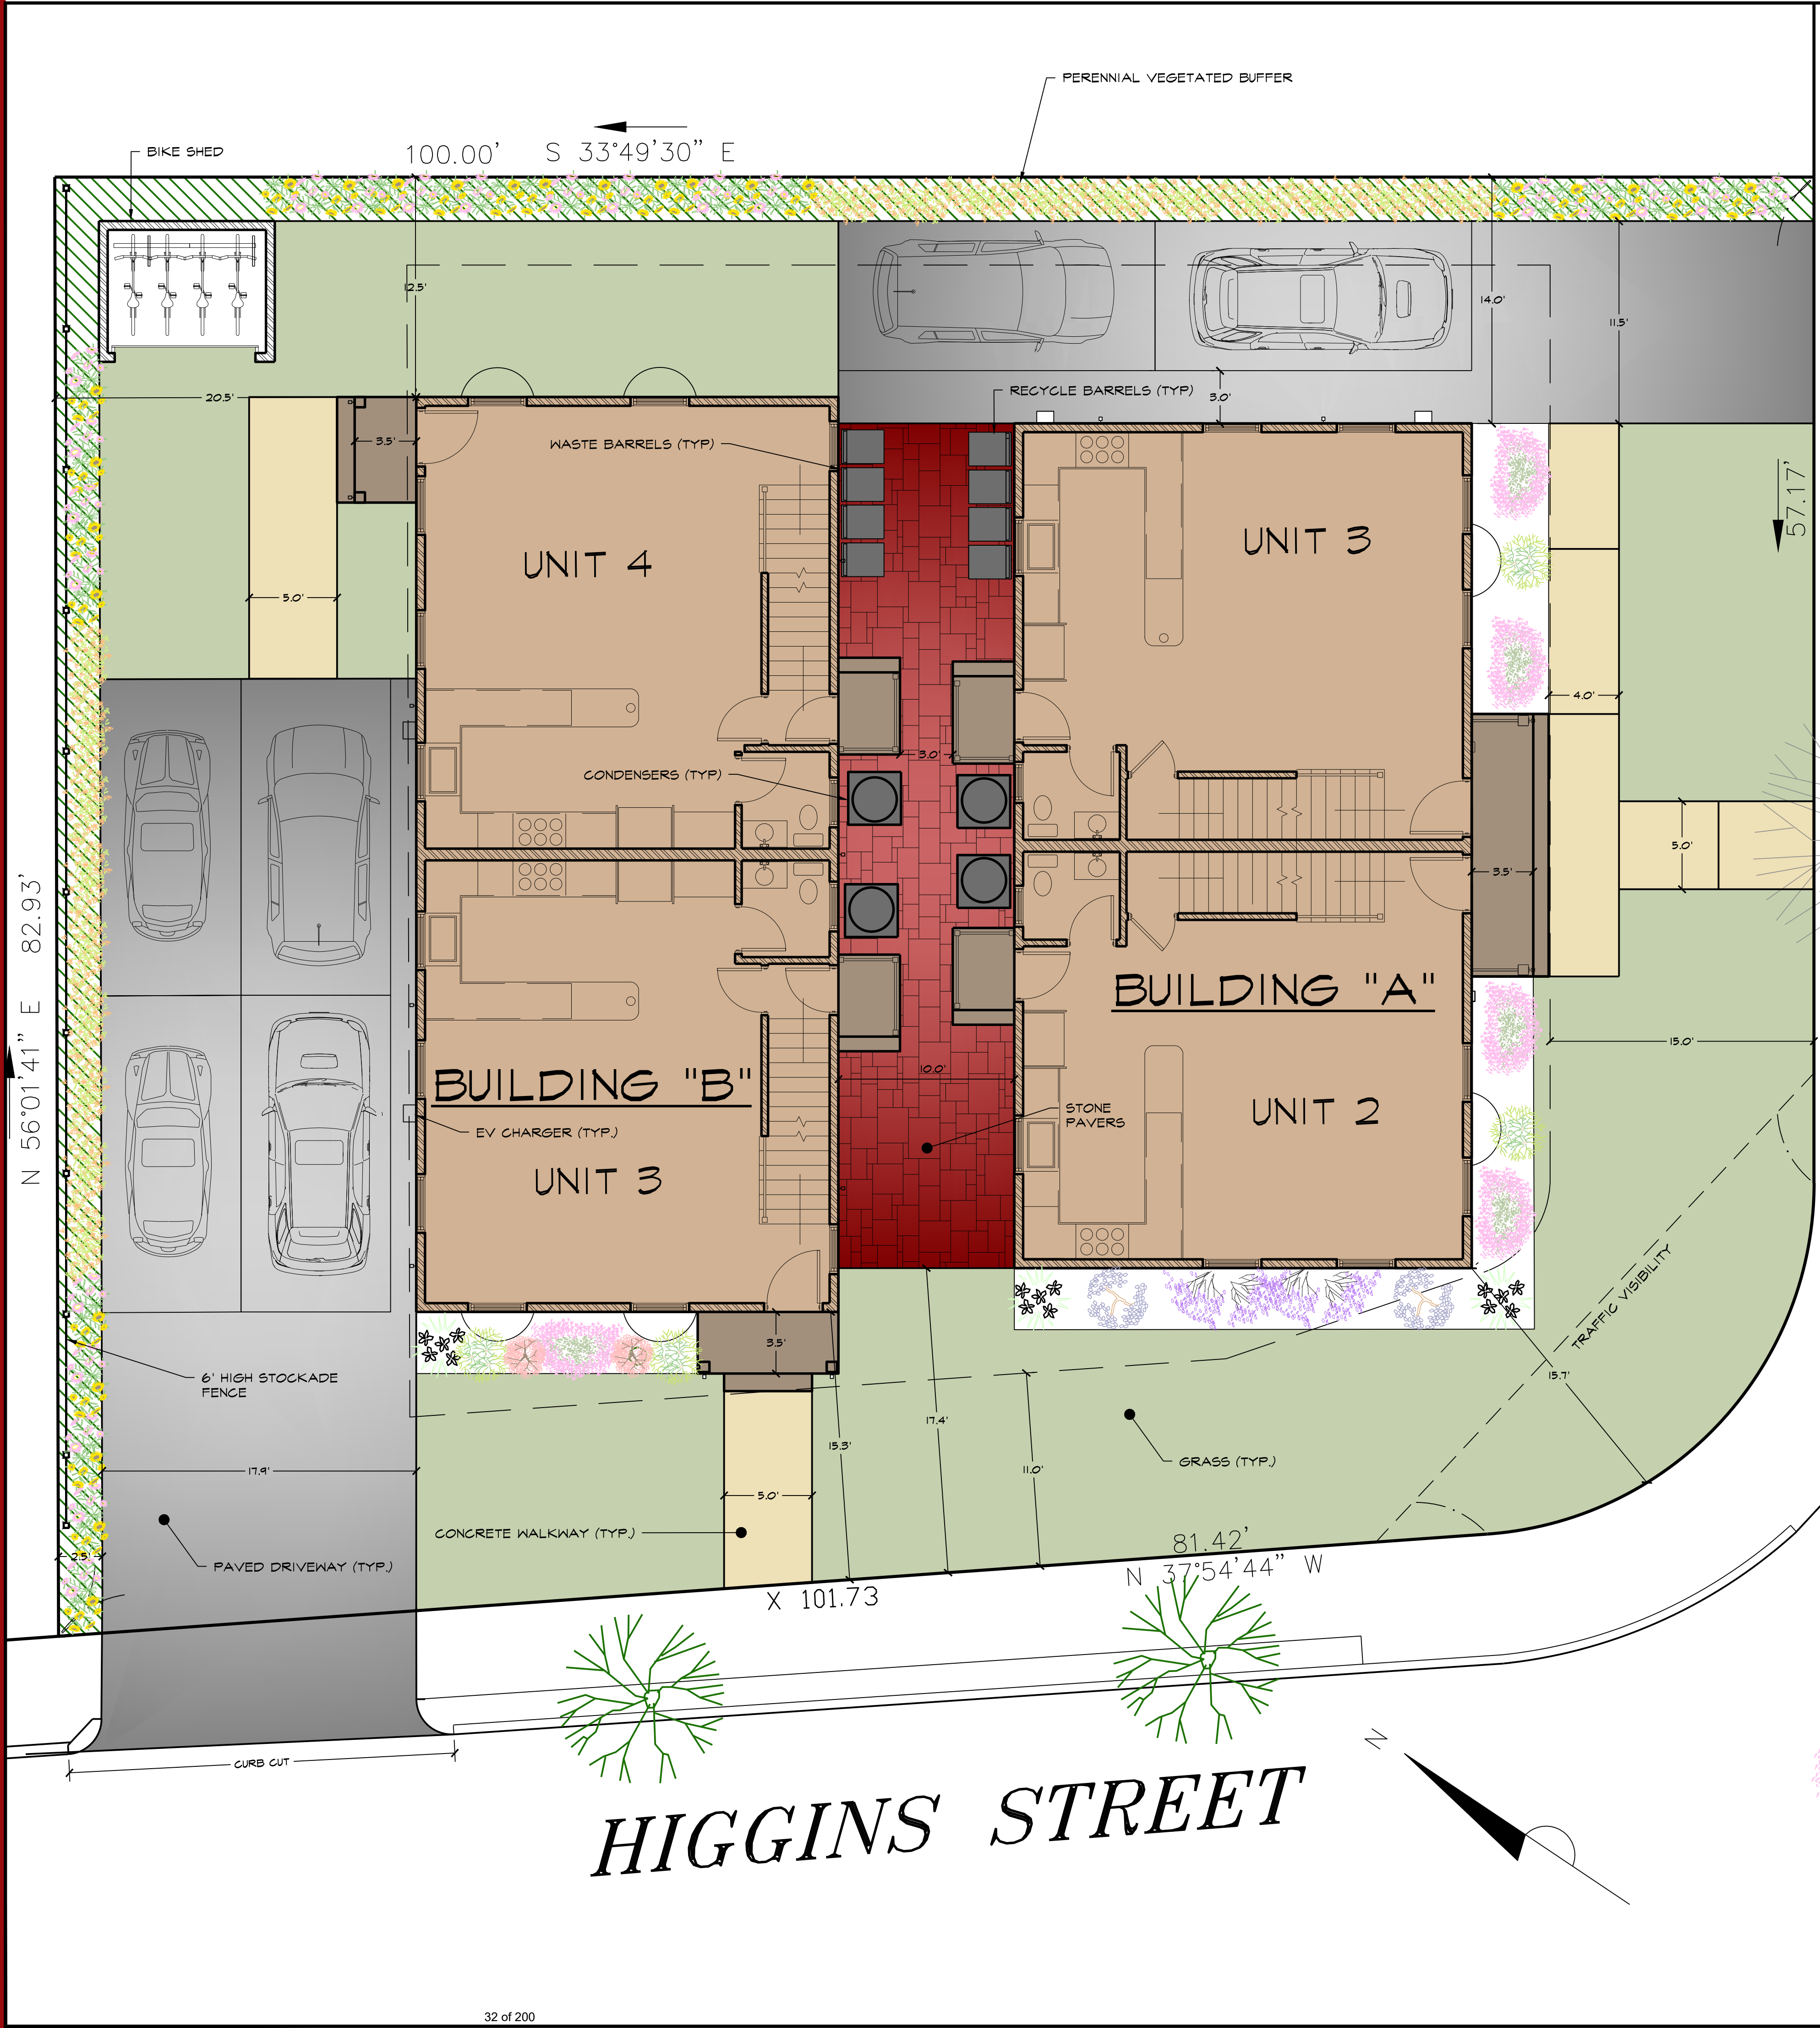 PERENNIAL VEGETATED BUFFER
BIKE SHED
100.00' S 33°49'30" E
12.5'
14.0'
11.5'
20.5'
3.5'
RECYCLE BARRELS (TYP)
3.0'
WASTE BARRELS (TYP)
57.17'
UNIT 4
UNIT 3
5.0'
4.0'
3.0'
CONDENSERS (TYP)
5.0'
3.5'
N 56°01'41" E 82.93'
BUILDING "A"
15.0'
10.0'
BUILDING "B"
STONE
PAVERS
UNIT 2
EV CHARGER (TYP.)
UNIT 3
TRAFFIC VISIBILITY
3.5'
6' HIGH STOCKADE
FENCE
15.7'
17.4'
15.3'
11.0'
GRASS (TYP.)
17.9'
5.0'
CONCRETE WALKWAY (TYP.)
2.5'
PAVED DRIVEWAY (TYP.)
81.42'
N 37°54'44" W
X 101.73
CURB CUT
N
HIGGINS STREET
32 of 200